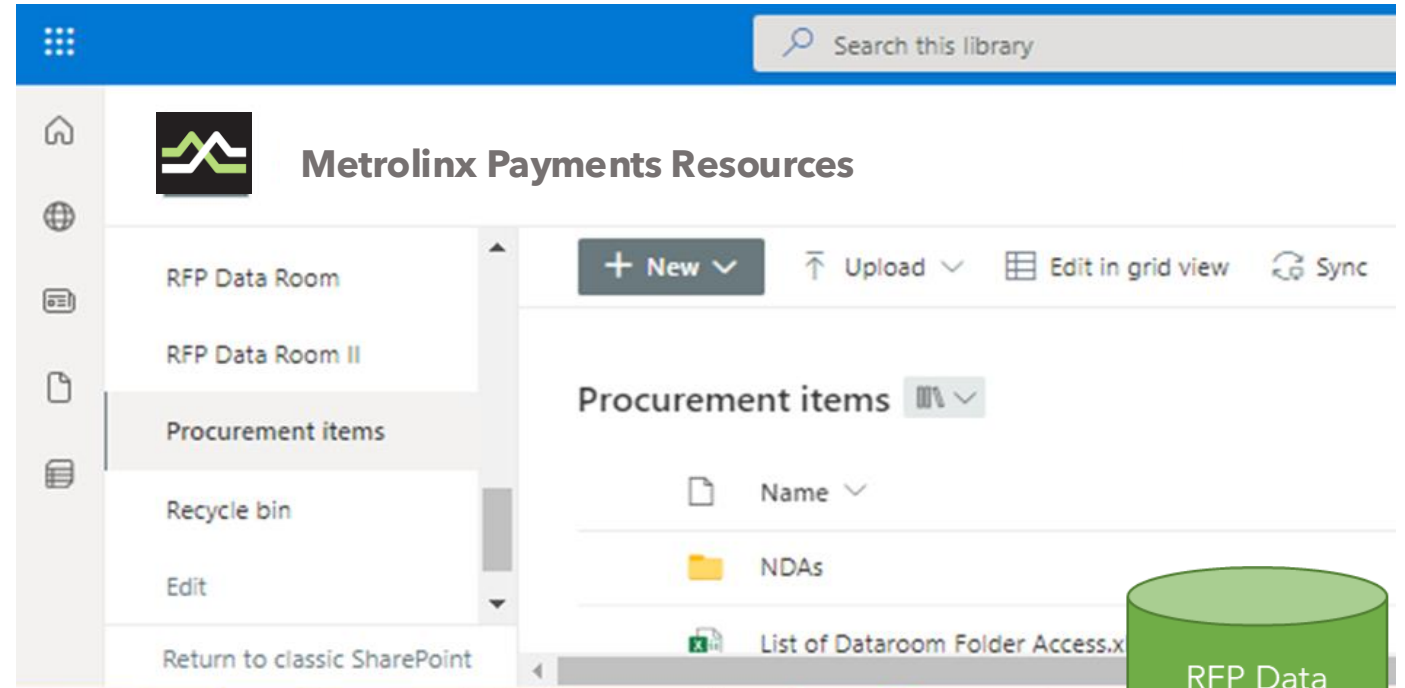 Search this library
Metrolinx Payments Resources
RFP Data Room
RFP Data Room II
Procurement items
Recycle bin
Edit
Return to classic SharePoint
+ New
Upload
Edit in grid view
Sync
Procurement items
Name
NDAs
List of Dataroom Folder Access.x
RFP Data